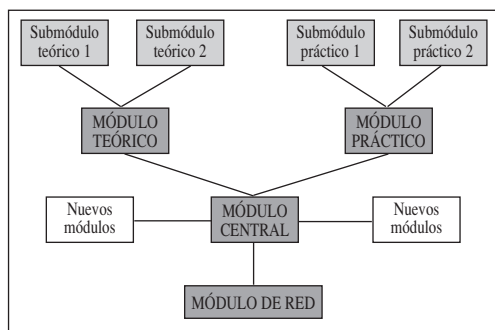 Submódulo
teórico 1
Submódulo
teórico 2
Submódulo
práctico 1
Submódulo
práctico 2
MÓDULO
TEÓRICO
MÓDULO
PRÁCTICO
Nuevos
módulos
MÓDULO
CENTRAL
Nuevos
módulos
MÓDULO DE RED